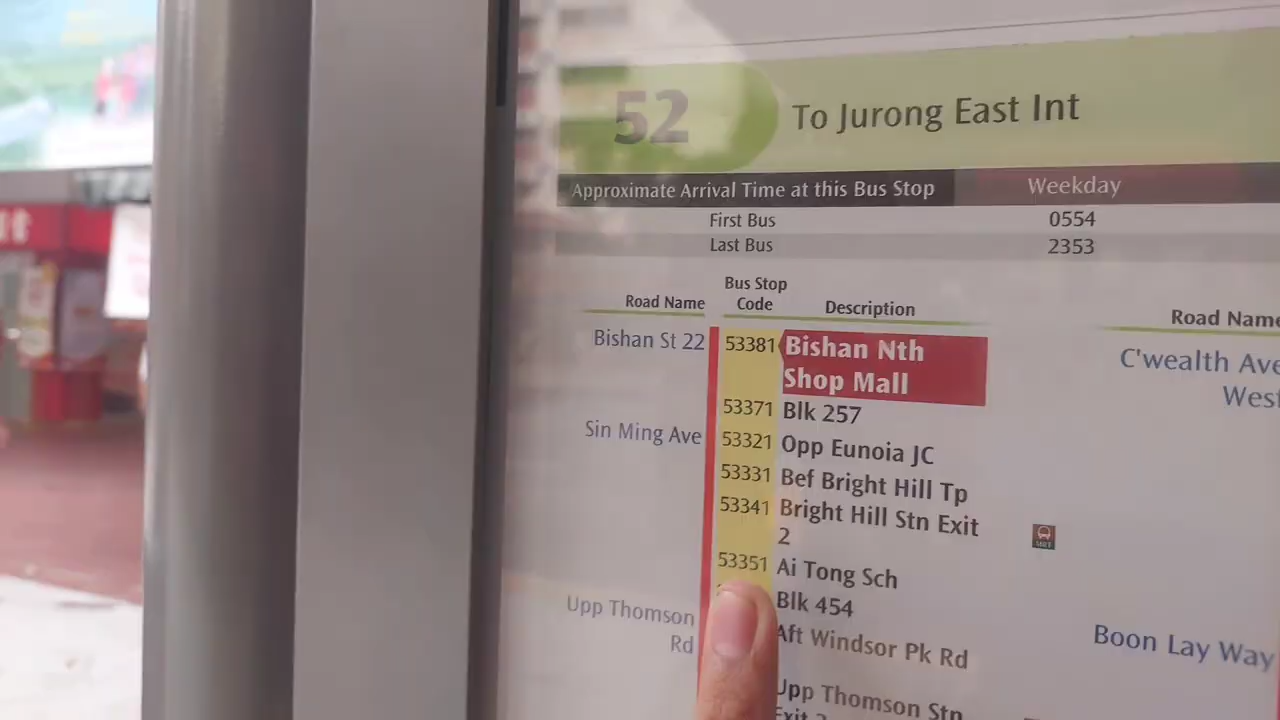 52
To Jurong East Int
Approximate Arrival Time at this Bus Stop
Weekday
First Bus
0554
Last Bus
2353
Road Name
Bus Stop
Code
Description
Road Name
Bishan St 22
53381
Bishan Nth
Shop Mall
C'wealth Ave
West
53371
Blk 257
Sin Ming Ave
53321
Opp Eunoia JC
53331
Bef Bright Hill Tp
53341
Bright Hill Stn Exit
2
MRT
53351
Ai Tong Sch
Upp Thomson
Rd
Blk 454
Aft Windsor Pk Rd
Boon Lay Way
Upp Thomson Stn
Exit